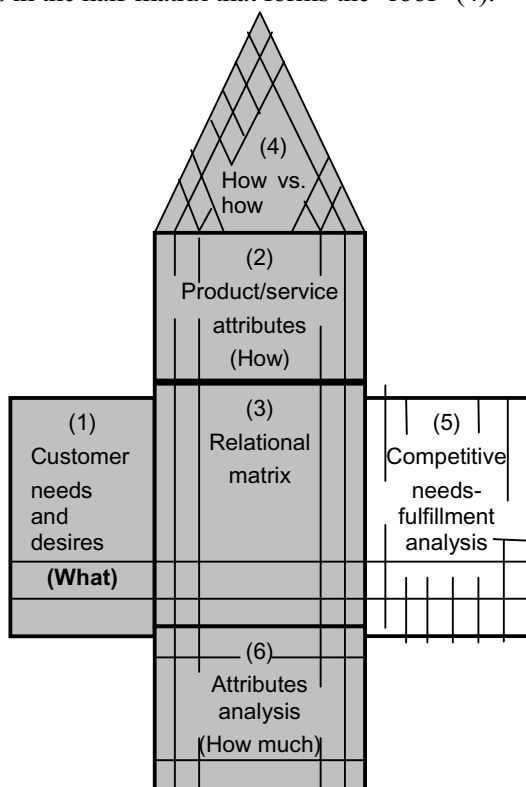 in the half-matrix that forms the "roof" (4).
(4)
How vs.
how
(2)
Product/service
attributes
(How)
(1)
Customer
needs
and
desires
(What)
(3)
Relational
matrix
(5)
Competitive
needs-
fulfillment
analysis
(6)
Attributes
analysis
(How much)